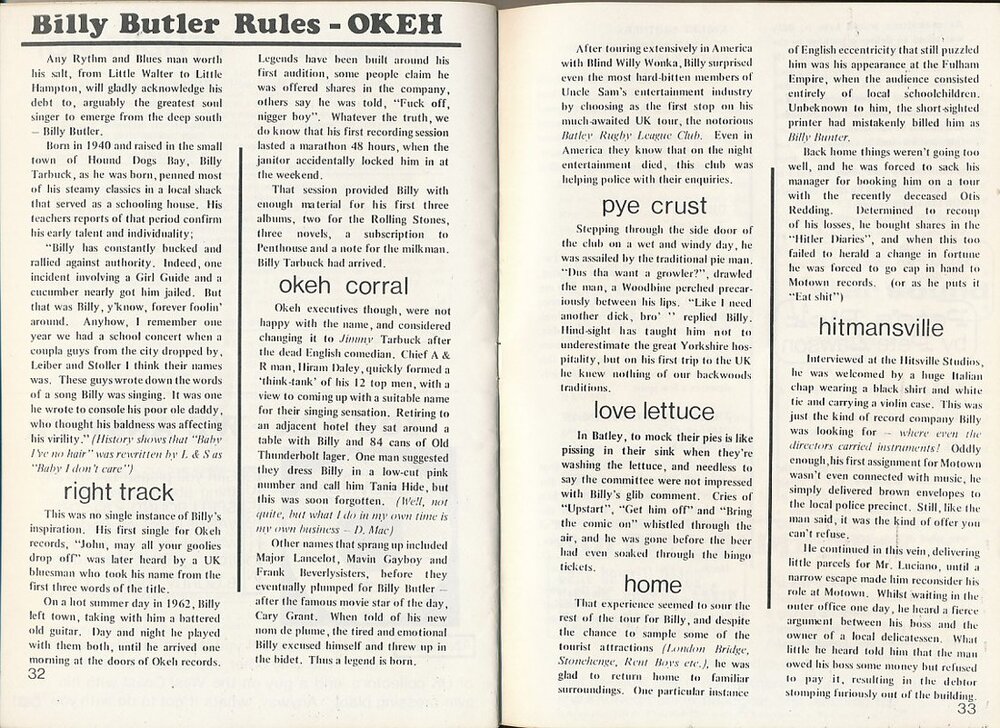 Billy Butler Rules - OKEH
Any Rythm and Blues man worth
his salt, from Little Walter to Little
Hampton, will gladly acknowledge his
debt to, arguably the greatest soul
singer to emerge from the deep south
– Billy Butler.
Born in 1940 and raised in the small
town of Hound Dogs Bay, Billy
Tarbuck, as he was born, penned most
of his steamy classics in a local shack
that served as a schooling house. His
teachers reports of that period confirm
his early talent and individuality;
"Billy has constantly bucked and
rallied against authority. Indeed, one
incident involving a Girl Guide and a
cucumber nearly got him jailed. But
that was Billy, y'know, forever foolin'
around. Anyhow, I remember one
year we had a school concert when a
coupla guys from the city dropped by,
Leiber and Stoller I think their names
was. These guys wrote down the words
of a song Billy was singing. It was one
he wrote to console his poor ole daddy,
who thought his baldness was affecting
his virility." (History shows that "Baby
I've no hair" was rewritten by L & S as
"Baby I don't care")
right track
This was no single instance of Billy's
inspiration. His first single for Okeh
records, "John, may all your goolies
drop off" was later heard by a UK
bluesman who took his name from the
first three words of the title.
On a hot summer day in 1962, Billy
left town, taking with him a battered
old guitar. Day and night he played
with them both, until he arrived one
morning at the doors of Okeh records.
32
Legends have been built around his
first audition, some people claim he
was offered shares in the company,
others say he was told, "Fuck off,
nigger boy". Whatever the truth, we
do know that his first recording session
lasted a marathon 48 hours, when the
janitor accidentally locked him in at
the weekend.
That session provided Billy with
enough material for his first three
albums, two for the Rolling Stones,
three novels, a subscription to
Penthouse and a note for the milkman.
Billy Tarbuck had arrived.
okeh corral
Okeh executives though, were not
happy with the name, and considered
changing it to Jimmy Tarbuck after
the dead English comedian. Chief A &
R man, Hiram Daley, quickly formed a
'think-tank' of his 12 top men, with a
view to coming up with a suitable name
for their singing sensation. Retiring to
an adjacent hotel they sat around a
table with Billy and 84 cans of Old
Thunderbolt lager. One man suggested
they dress Billy in a low-cut pink
number and call him Tania Hide, but
this was soon forgotten. (Well, not
quite, but what I do in my own time is
my own business – D. Mac)
Other names that sprang up included
Major Lancelot, Mavin Gayboy and
Frank Beverlysisters, before they
eventually plumped for Billy Butler –
after the famous movie star of the day,
Cary Grant. When told of his new
nom de plume, the tired and emotional
Billy excused himself and threw up in
the bidet. Thus a legend is born.
After touring extensively in America
with Blind Willy Wonka, Billy surprised
even the most hard-bitten members of
Uncle Sam's entertainment industry
by choosing as the first stop on his
much-awaited UK tour, the notorious
Batley Rugby League Club. Even in
America they know that on the night
entertainment died, this club was
helping police with their enquiries.
pye crust
Stepping through the side door of
the club on a wet and windy day, he
was assailed by the traditional pie man.
"Dus tha want a growler?", drawled
the man, a Woodbine perched precar-
iously between his lips. "Like I need
another dick, bro' " replied Billy.
Hind-sight has taught him not to
underestimate the great Yorkshire hos-
pitality, but on his first trip to the UK
he knew nothing of our backwoods
traditions.
love lettuce
In Batley, to mock their pies is like
pissing in their sink when they're
washing the lettuce, and needless to
say the committee were not impressed
with Billy's glib comment. Cries of
"Upstart", "Get him off" and "Bring
the comic on" whistled through the
air, and he was gone before the beer
had even soaked through the bingo
tickets.
home
That experience seemed to sour the
rest of the tour for Billy, and despite
the chance to sample some of the
tourist attractions (London Bridge,
Stonehenge, Rent Boys etc.), he was
glad to return home to familiar
surroundings. One particular instance
of English eccentricity that still puzzled
him was his appearance at the Fulham
Empire, when the audience consisted
entirely of local schoolchildren.
Unbeknown to him, the short-sighted
printer had mistakenly billed him as
Billy Bunter.
Back home things weren't going too
well, and he was forced to sack his
manager for booking him on a tour
with the recently deceased Otis
Redding. Determined to recoup
of his losses, he bought shares in the
"Hitler Diaries", and when this too
failed to herald a change in fortune
he was forced to go cap in hand to
Motown records. (or as he puts it
"Eat shit")
hitmansville
Interviewed at the Hitsville Studios,
he was welcomed by a huge Italian
chap wearing a black shirt and white
tie and carrying a violin case. This was
just the kind of record company Billy
was looking for – where even the
directors carried instruments! Oddly
enough, his first assignment for Motown
wasn't even connected with music, he
simply delivered brown envelopes to
the local police precinct. Still, like the
man said, it was the kind of offer you
can't refuse.
He continued in this vein, delivering
little parcels for Mr. Luciano, until a
narrow escape made him reconsider his
role at Motown. Whilst waiting in the
outer office one day, he heard a fierce
argument between his boss and the
owner of a local delicatessen. What
little he heard told him that the man
owed his boss some money but refused
to pay it, resulting in the debtor
stomping furiously out of the building.
33